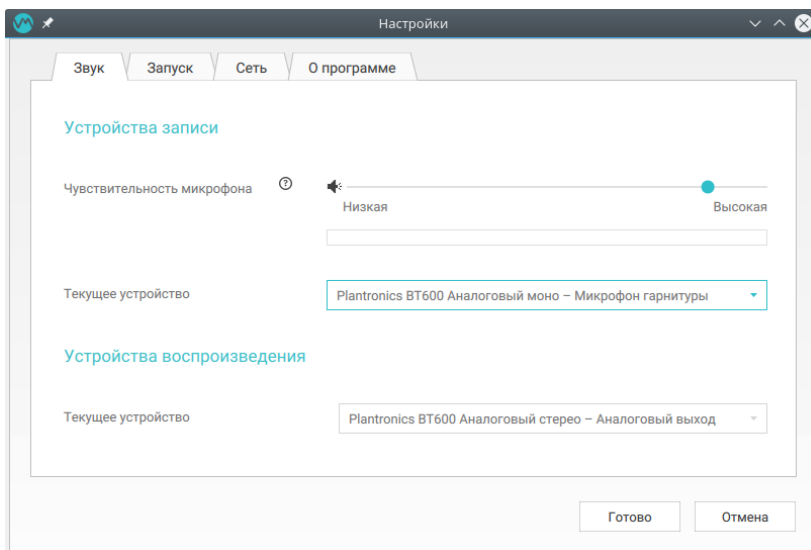 Настройки
Звук Запуск Сеть О программе
Устройства записи
Чувствительность микрофона ?
Низкая Высокая
Текущее устройство Plantronics BT600 Аналоговый моно – Микрофон гарнитуры
Устройства воспроизведения
Текущее устройство Plantronics BT600 Аналоговый стерео – Аналоговый выход
Готово Отмена